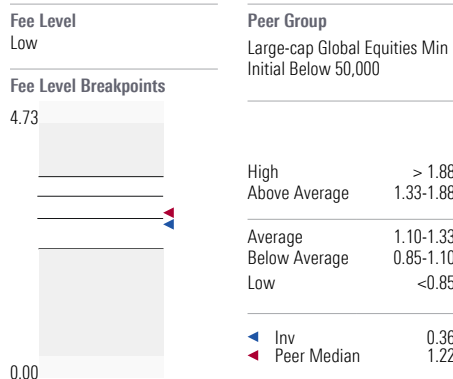 Fee Level
Low
Fee Level Breakpoints
4.73
0.00
Peer Group
Large-cap Global Equities Min
Initial Below 50,000
High > 1.88
Above Average 1.33-1.88
Average 1.10-1.33
Below Average 0.85-1.10
Low <0.85
Inv 0.36
Peer Median 1.22